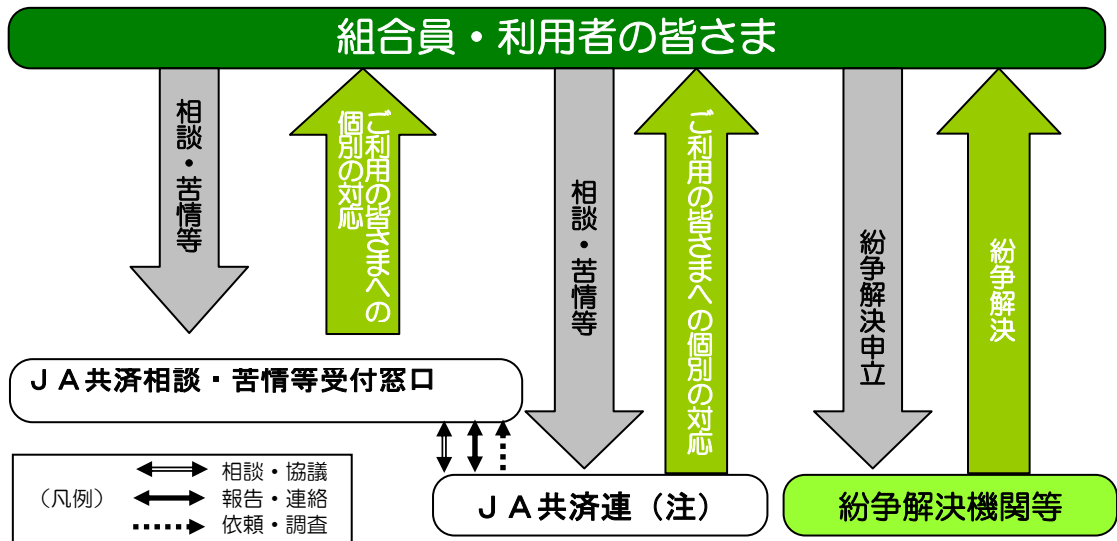 組合員・利用者の皆さま
相談・苦情等
ご利用の皆さまへの
個別の対応
相談・苦情等
ご利用の皆さまへの個別の対応
紛争解決申立
紛争解決
ＪＡ共済相談・苦情等受付窓口
（凡例）
相談・協議
報告・連絡
依頼・調査
ＪＡ共済連（注）
紛争解決機関等